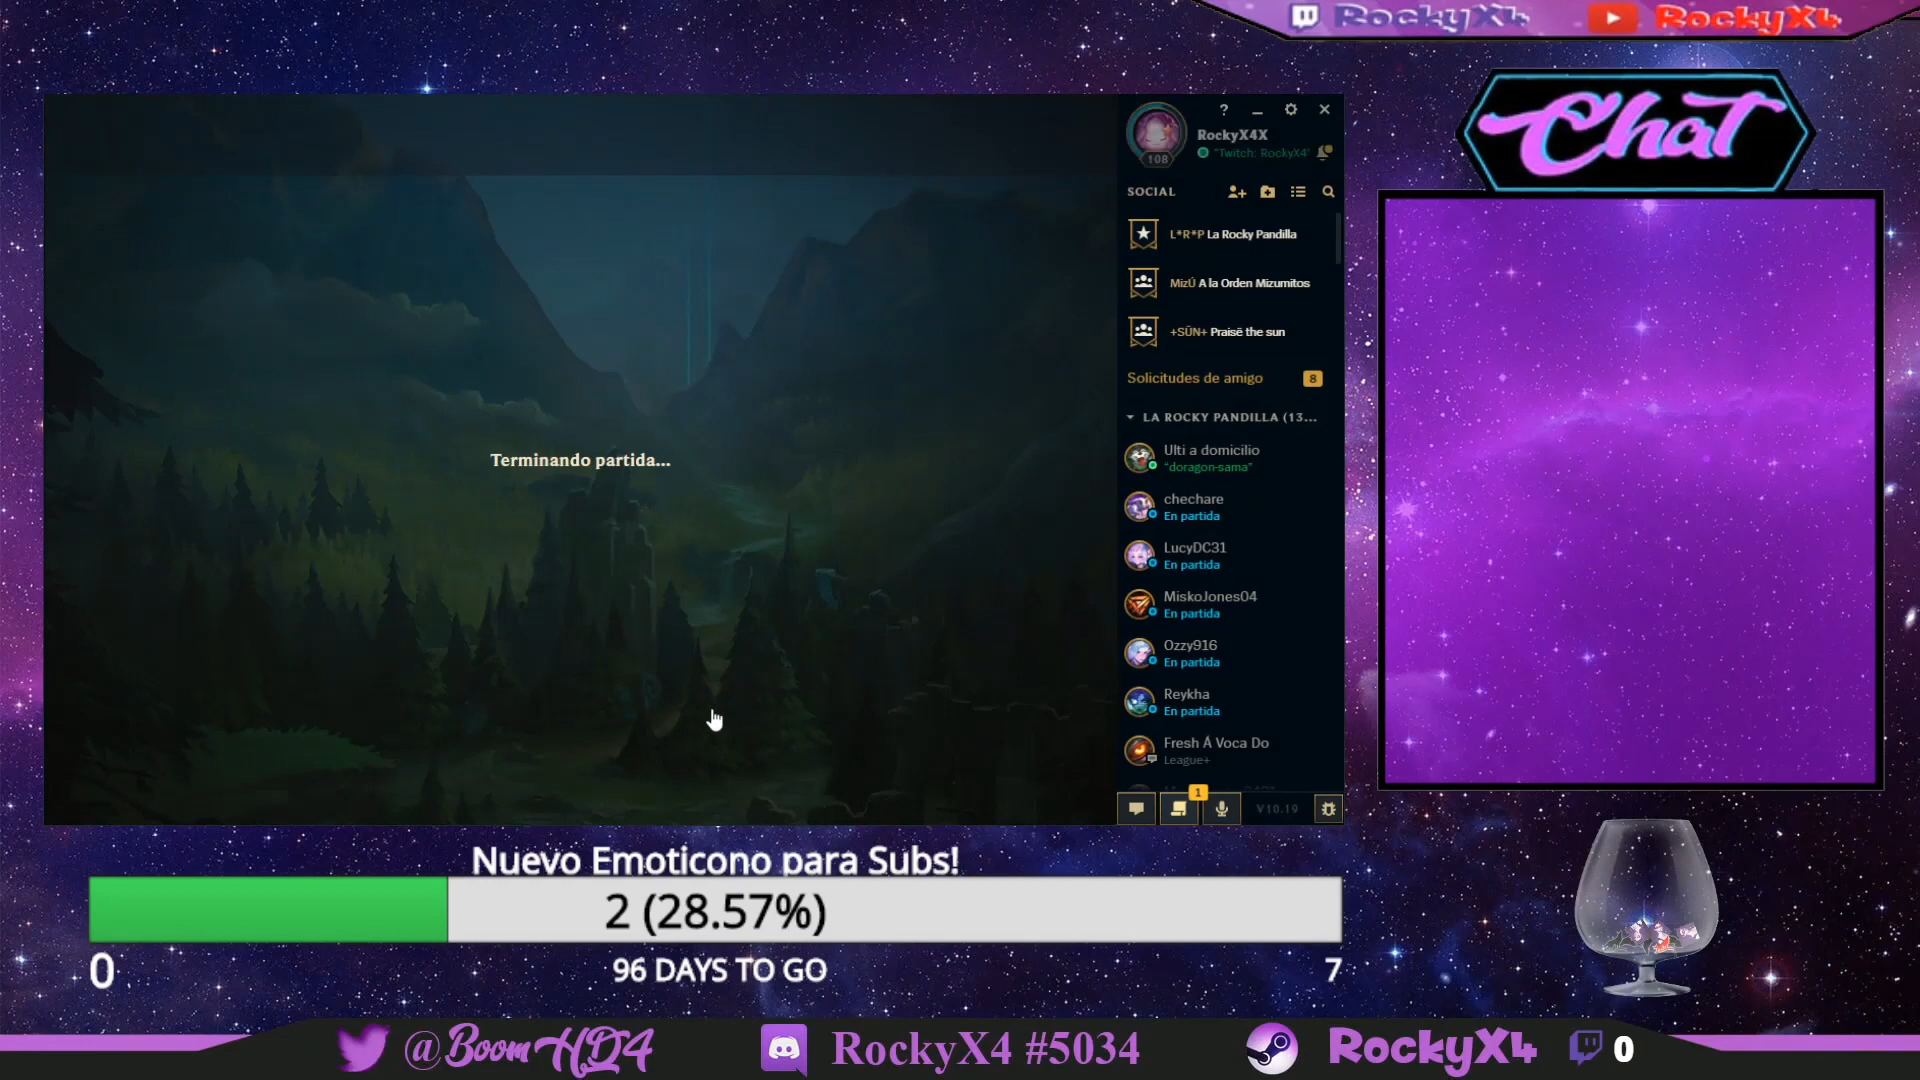 RockyX4
RockyX4
Chat
?
RockyX4X
108
"Twitch: RockyX4"
SOCIAL
L*R*P La Rocky Pandilla
MizÚ A la Orden Mizumitos
+SÜN+ Praisë the sun
Solicitudes de amigo
8
LA ROCKY PANDILLA (13...
Ulti a domicilio
"doragon-sama"
chechare
En partida
LucyDC31
En partida
MiskoJones04
En partida
Ozzy916
En partida
Reykha
En partida
Fresh Á Voca Do
League+
1
V10.19
Terminando partida...
Nuevo Emoticono para Subs!
2 (28.57%)
0
96 DAYS TO GO
7
@BoomHD4
RockyX4 #5034
RockyX4
0